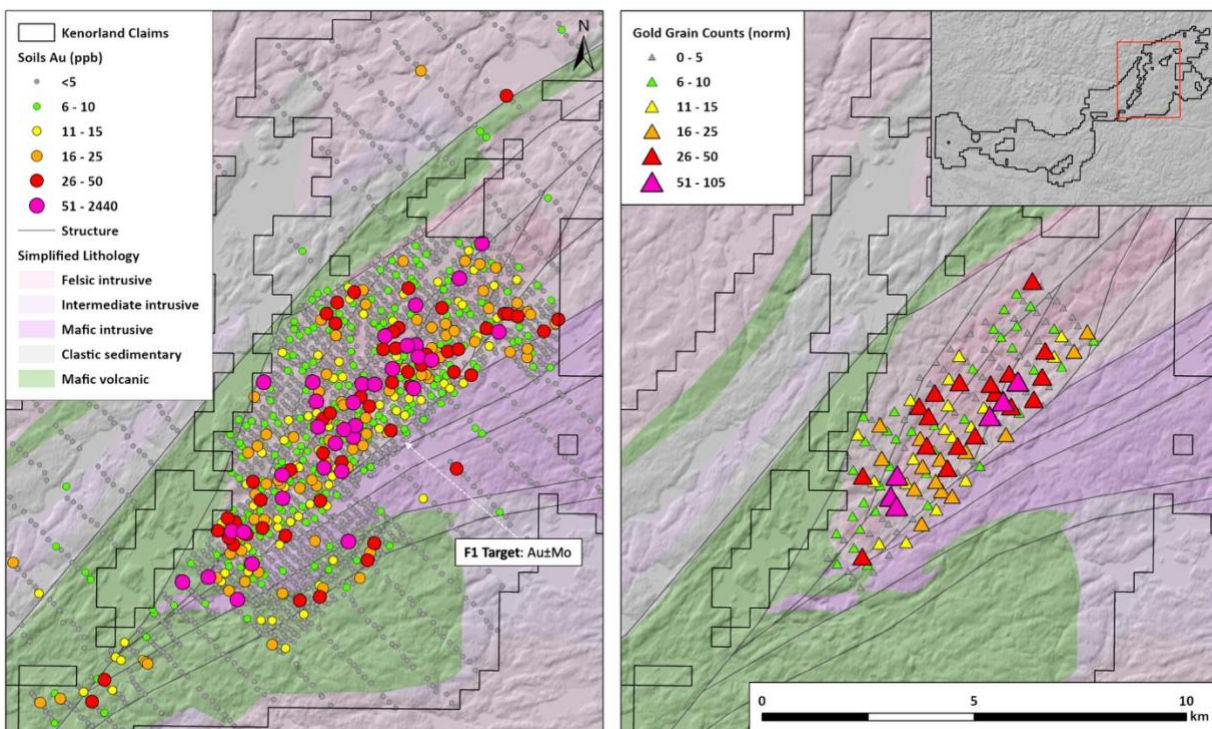 Kenorland Claims
Soils Au (ppb)
<5
6 - 10
11 - 15
16 - 25
26 - 50
51 - 2440
Structure
Simplified Lithology
Felsic intrusive
Intermediate intrusive
Mafic intrusive
Clastic sedimentary
Mafic volcanic
N
F1 Target: Au±Mo
Gold Grain Counts (norm)
0 - 5
6 - 10
11 - 15
16 - 25
26 - 50
51 - 105
0 5 10
km